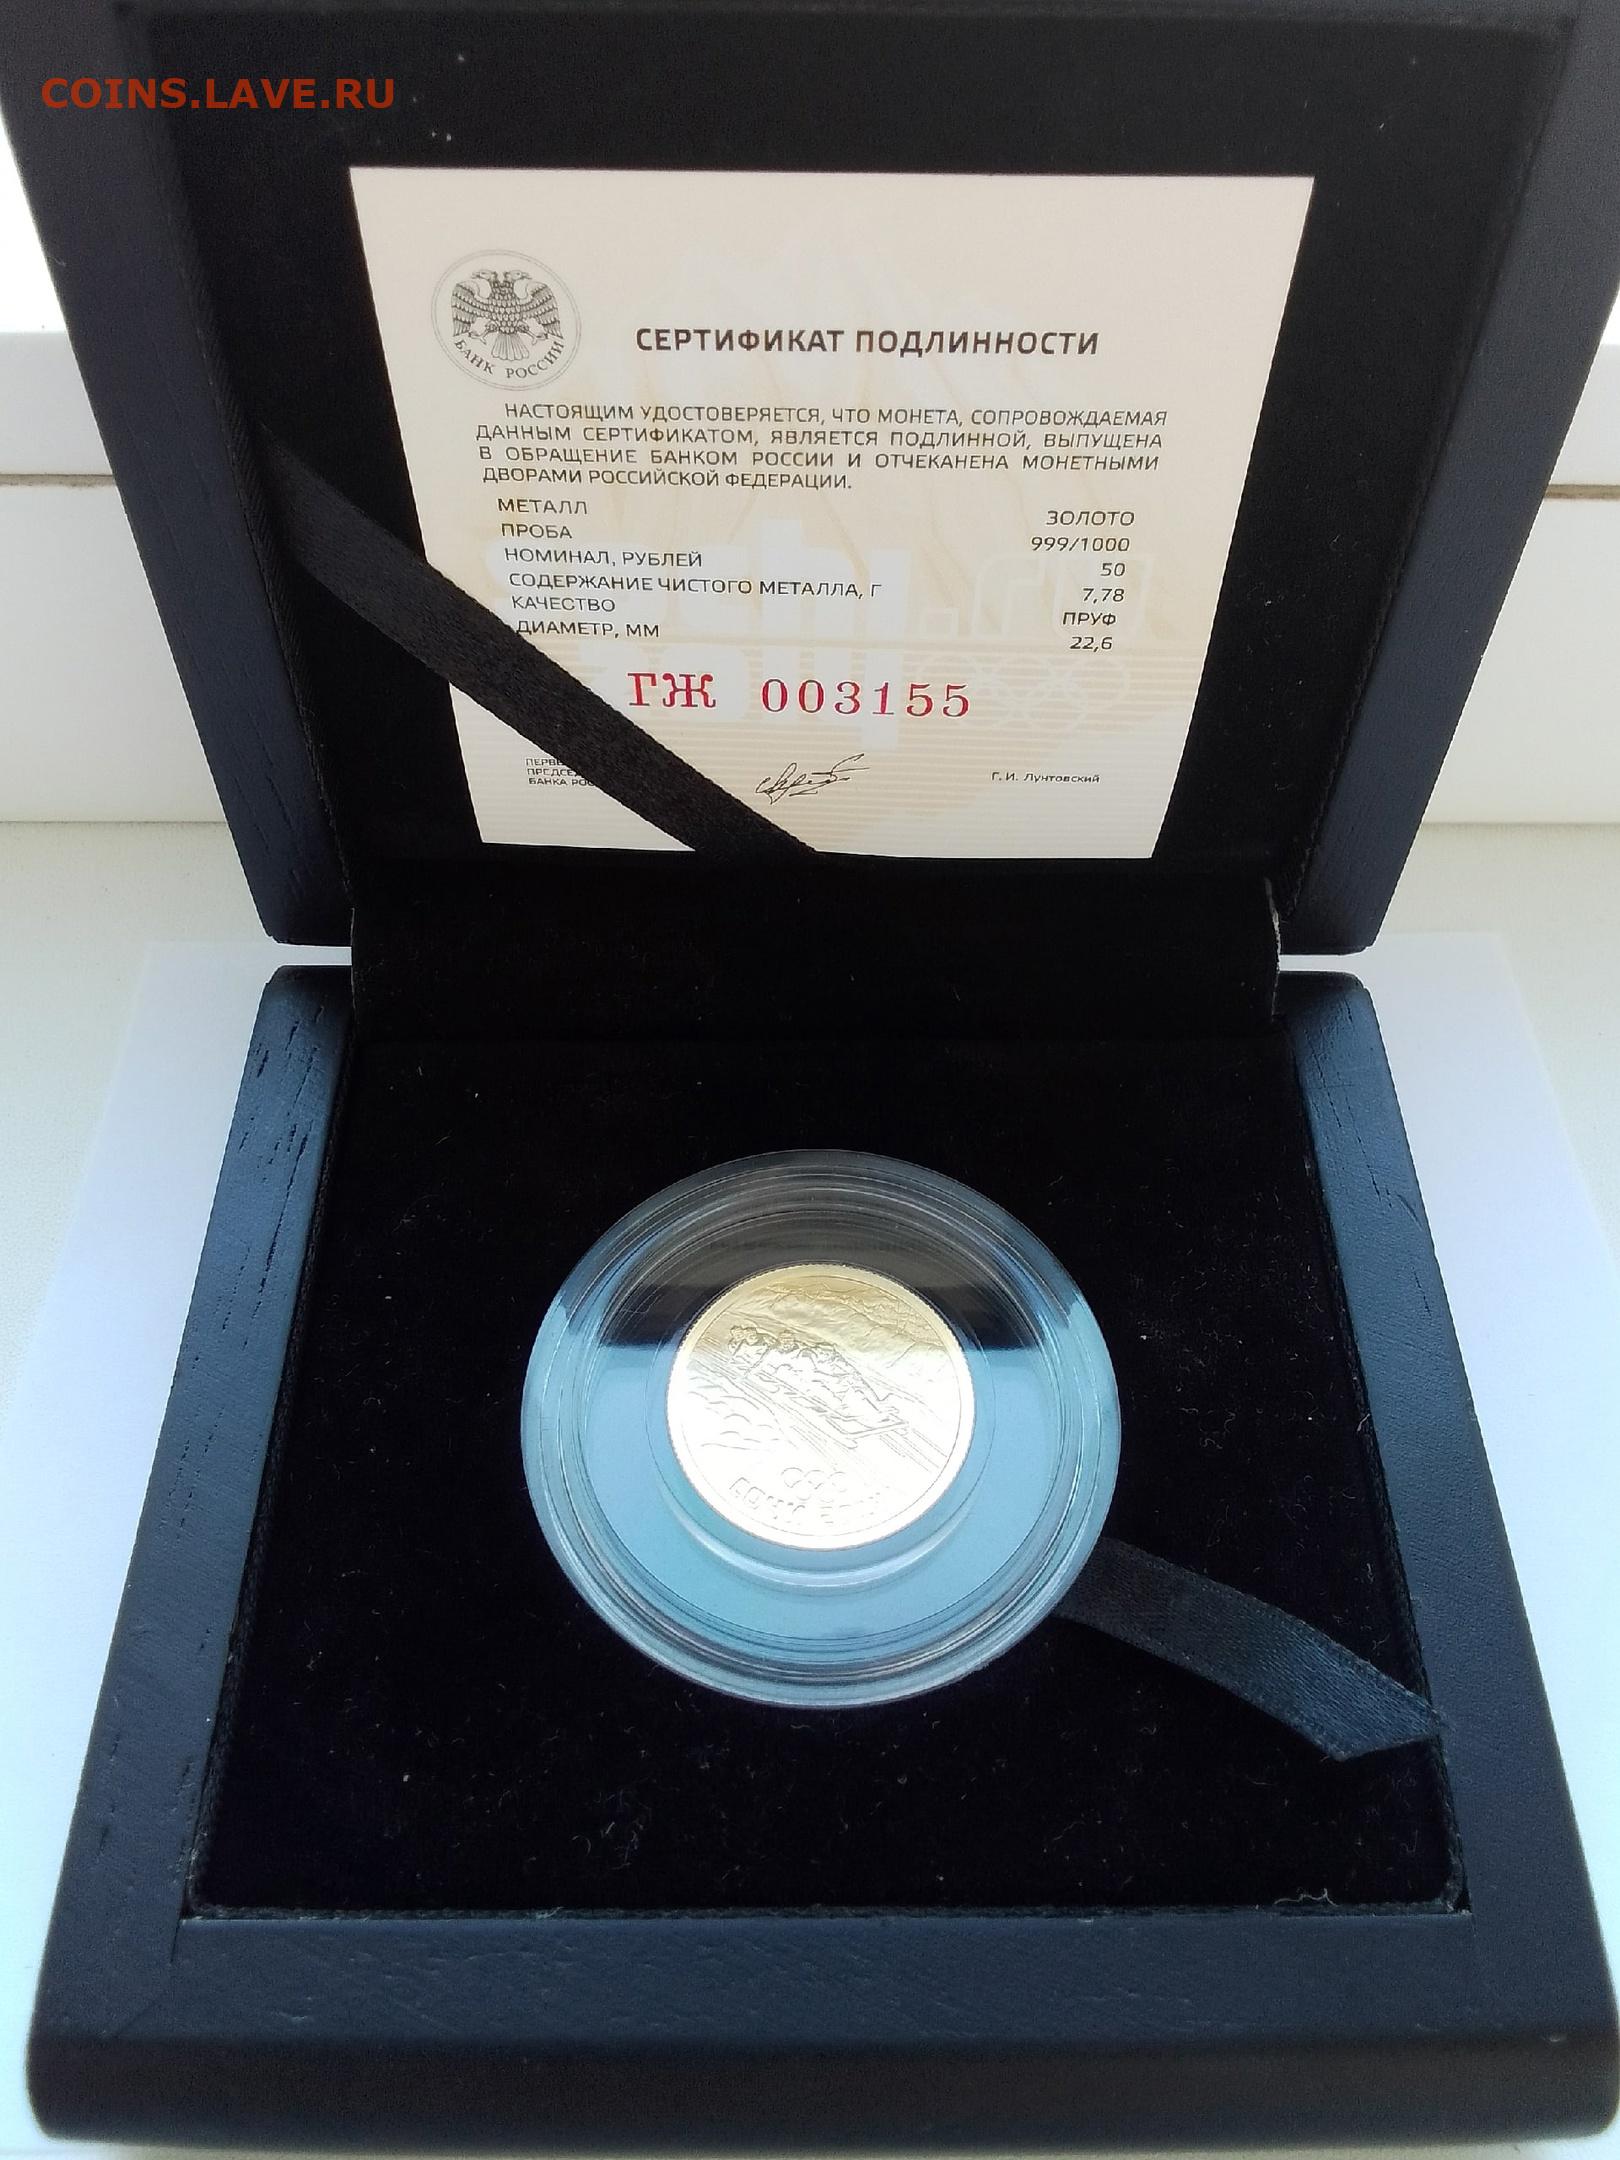 COINS.LAVE.RU
БАНК РОССИИ
СЕРТИФИКАТ ПОДЛИННОСТИ
НАСТОЯЩИМ УДОСТОВЕРЯЕТСЯ, ЧТО МОНЕТА, СОПРОВОЖДАЕМАЯ
ДАННЫМ СЕРТИФИКАТОМ, ЯВЛЯЕТСЯ ПОДЛИННОЙ, ВЫПУЩЕНА
В ОБРАЩЕНИЕ БАНКОМ РОССИИ И ОТЧЕКАНЕНА МОНЕТНЫМИ
ДВОРАМИ РОССИЙСКОЙ ФЕДЕРАЦИИ.
МЕТАЛЛ ЗОЛОТО
ПРОБА 999/1000
НОМИНАЛ, РУБЛЕЙ 50
СОДЕРЖАНИЕ ЧИСТОГО МЕТАЛЛА, Г 7,78
КАЧЕСТВО ПРУФ
ДИАМЕТР, ММ 22,6
ГЖ 003155
БАНКА
Г. И. Лунтовский